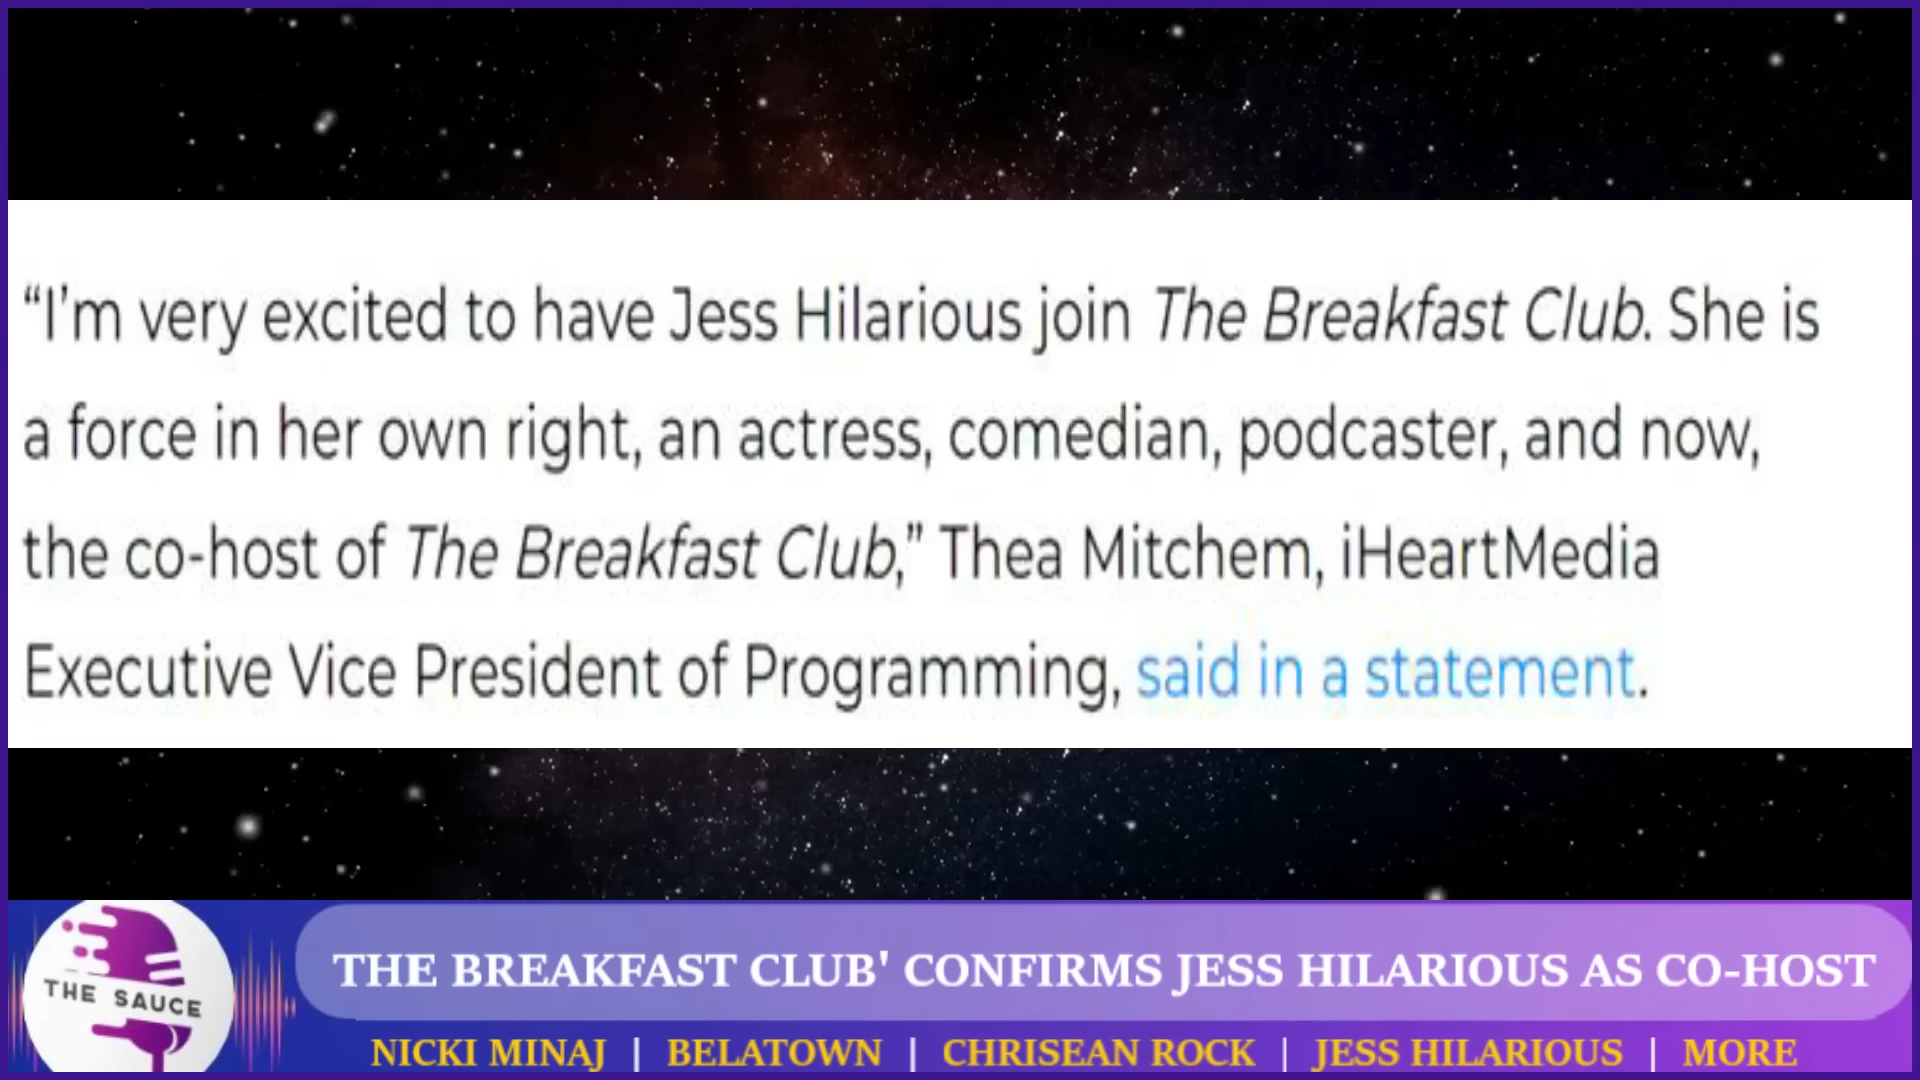 “I’m very excited to have Jess Hilarious join The Breakfast Club. She is
a force in her own right, an actress, comedian, podcaster, and now,
the co-host of The Breakfast Club,” Thea Mitchem, iHeartMedia
Executive Vice President of Programming, said in a statement.
THE SAUCE
THE BREAKFAST CLUB' CONFIRMS JESS HILARIOUS AS CO-HOST
NICKI MINAJ | BELATOWN | CHRISEAN ROCK | JESS HILARIOUS | MORE